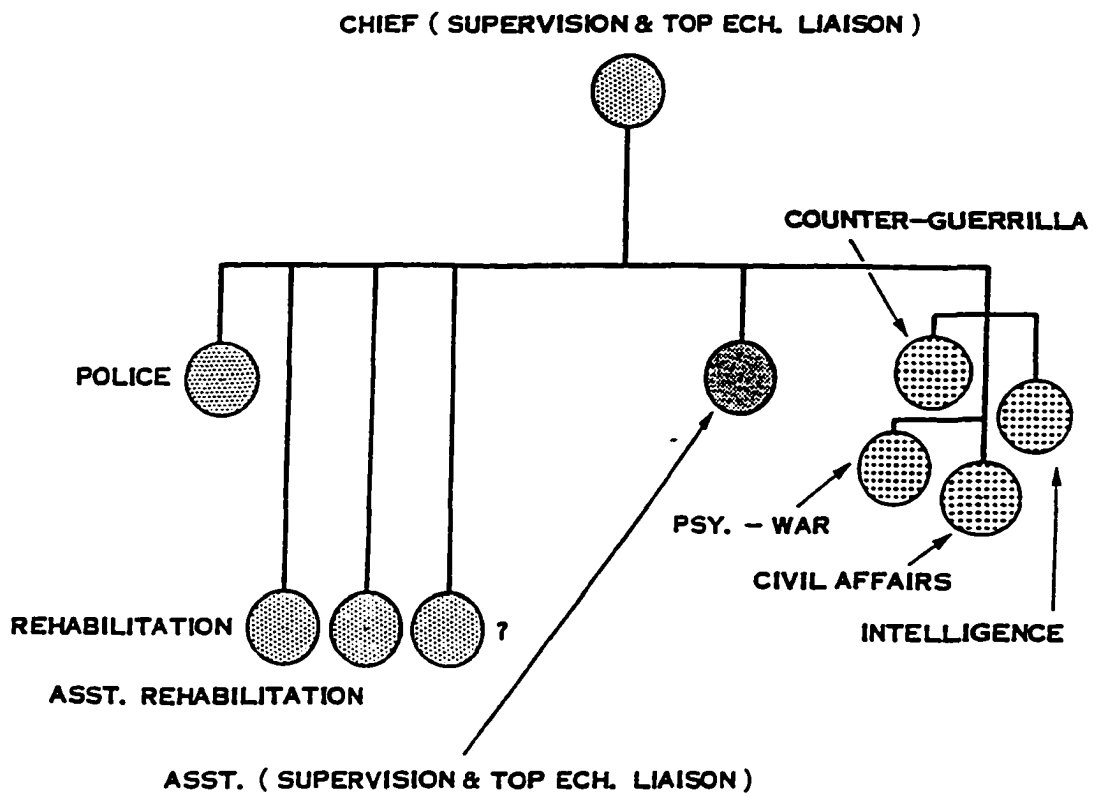 CHIEF ( SUPERVISION & TOP ECH. LIAISON )
COUNTER-GUERRILLA
POLICE
PSY. - WAR
CIVIL AFFAIRS
REHABILITATION
?
INTELLIGENCE
ASST. REHABILITATION
ASST. ( SUPERVISION & TOP ECH. LIAISON )